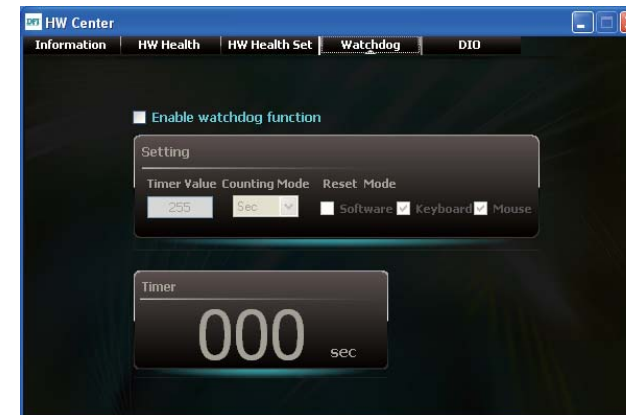 DFI HW Center
Information HW Health HW Health Set Watchdog DIO
Enable watchdog function
Setting
Timer Value Counting Mode Reset Mode
255 Sec Software Keyboard Mouse
Timer
000 sec